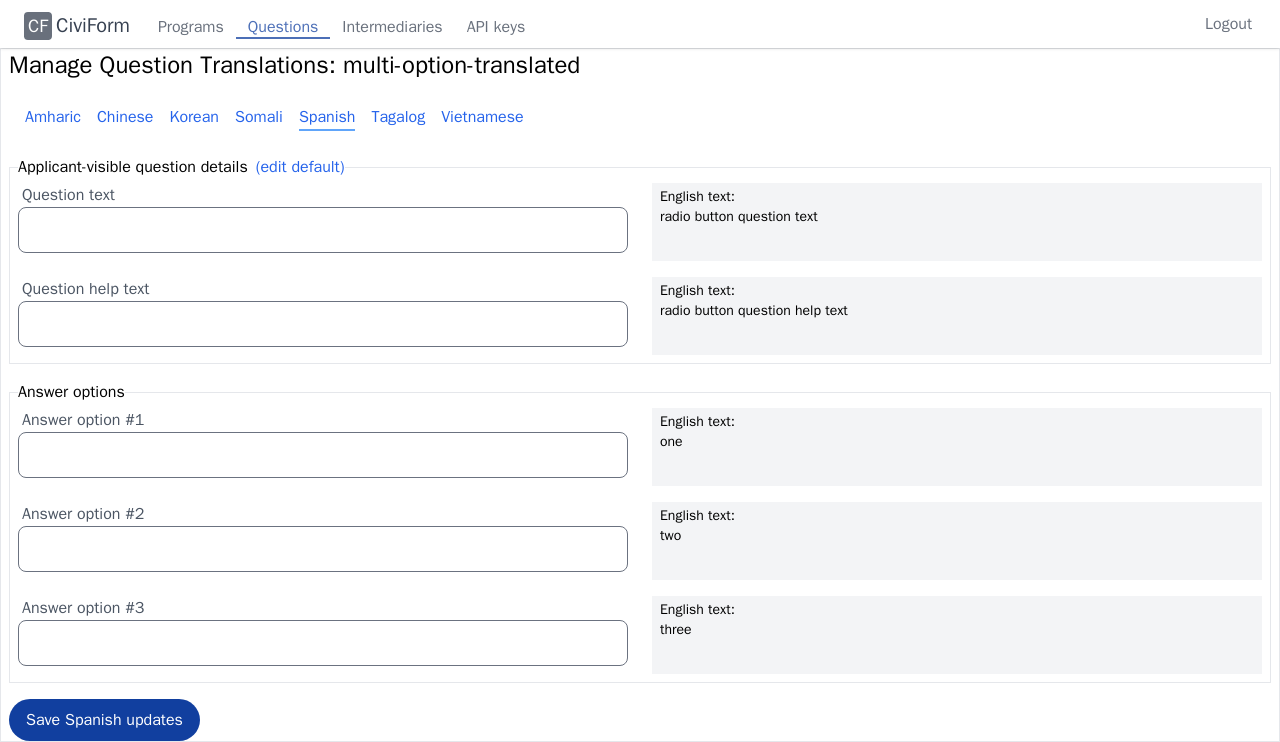 CF CiviForm Programs Questions Intermediaries API keys Logout
Manage Question Translations: multi-option-translated
Amharic Chinese Korean Somali Spanish Tagalog Vietnamese
Applicant-visible question details (edit default)
Question text
English text:
radio button question text
Question help text
English text:
radio button question help text
Answer options
Answer option #1
English text:
one
Answer option #2
English text:
two
Answer option #3
English text:
three
Save Spanish updates